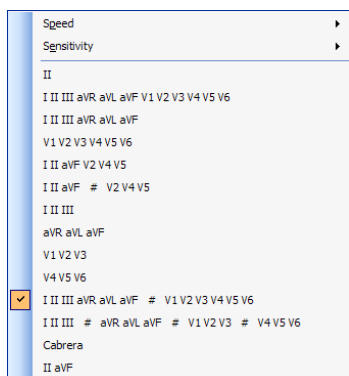 Speed
Sensitivity
II
I II III aVR aVL aVF V1 V2 V3 V4 V5 V6
I II III aVR aVL aVF
V1 V2 V3 V4 V5 V6
I II aVF V2 V4 V5
I II aVF # V2 V4 V5
I II III
aVR aVL aVF
V1 V2 V3
V4 V5 V6
I II III aVR aVL aVF # V1 V2 V3 V4 V5 V6
I II III # aVR aVL aVF # V1 V2 V3 # V4 V5 V6
Cabrera
II aVF